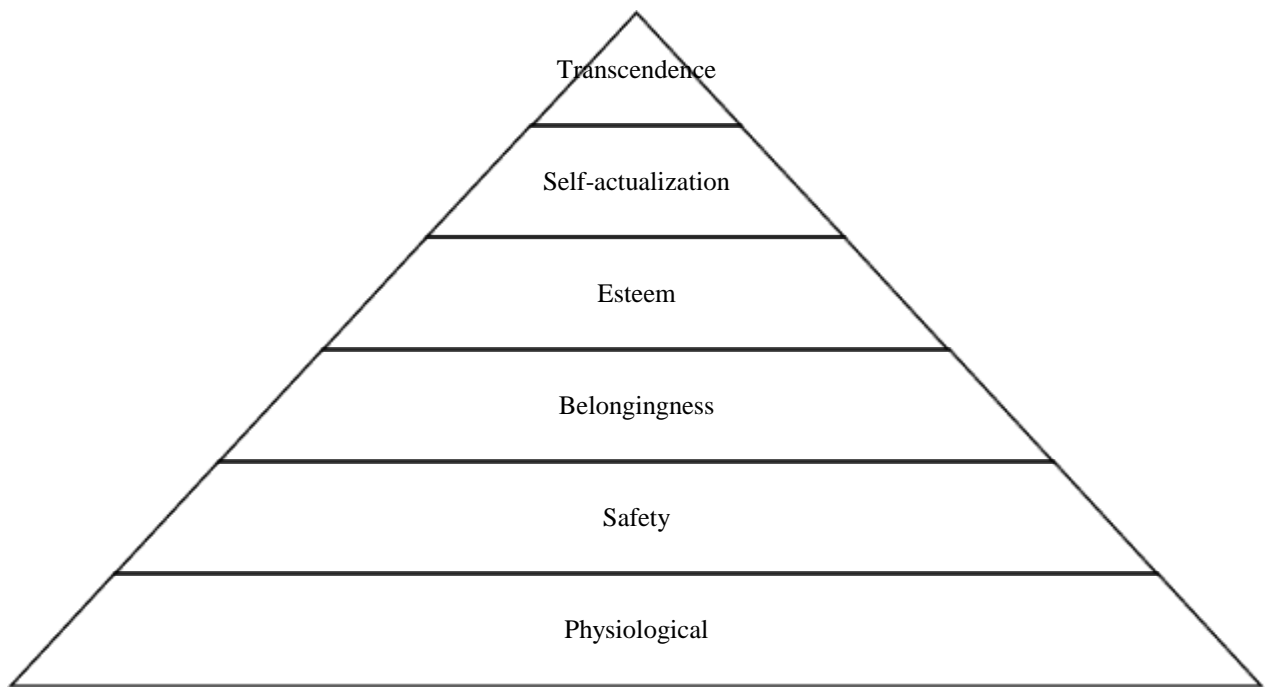 Transcendence
Self-actualization
Esteem
Belongingness
Safety
Physiological